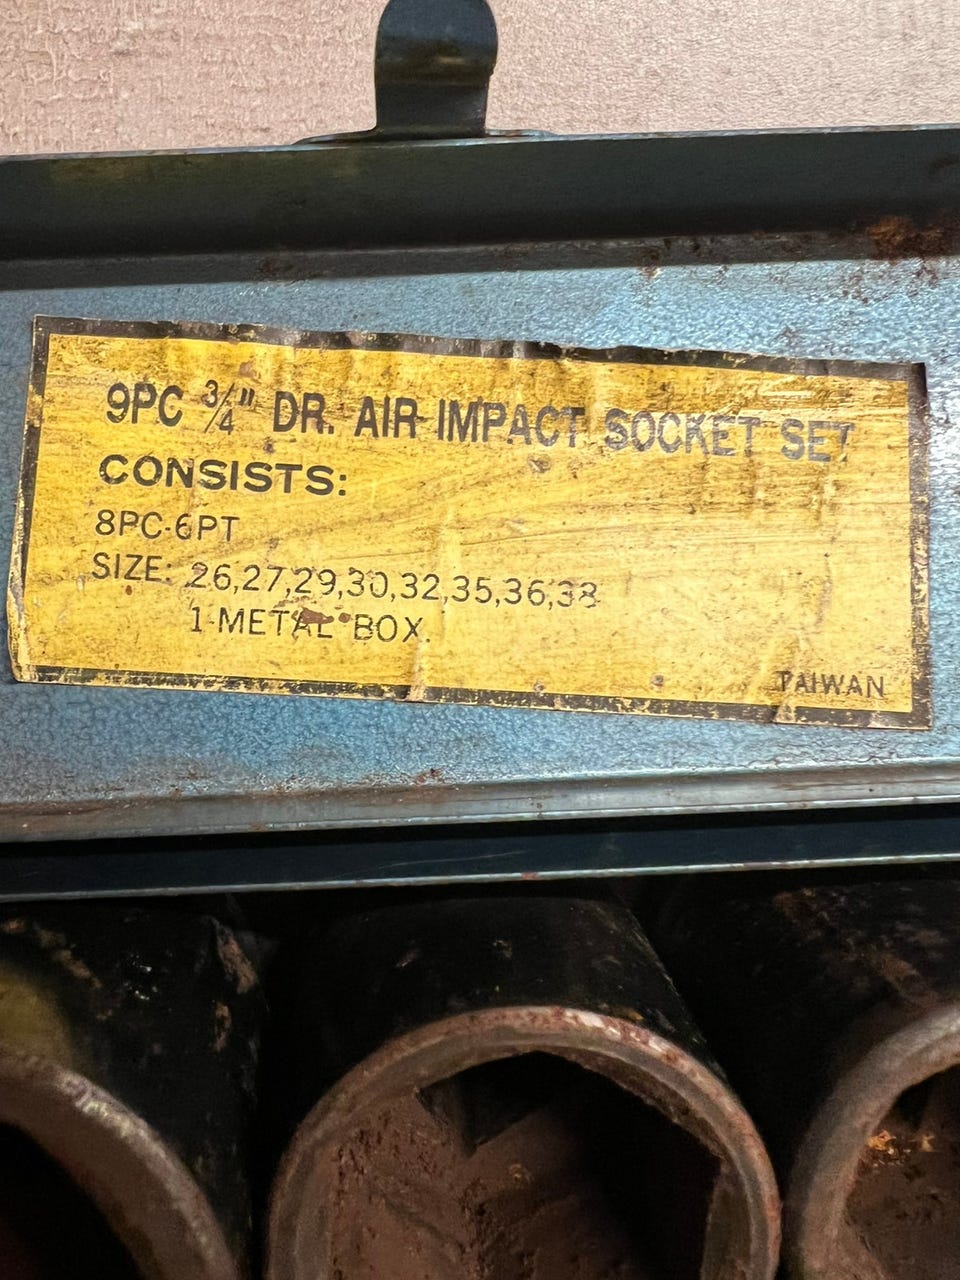 9PC 3/4" DR. AIR IMPACT SOCKET SET
CONSISTS:
8PC-6PT
SIZE: 26,27,29,30,32,35,36,38
1-METAL BOX.
TAIWAN